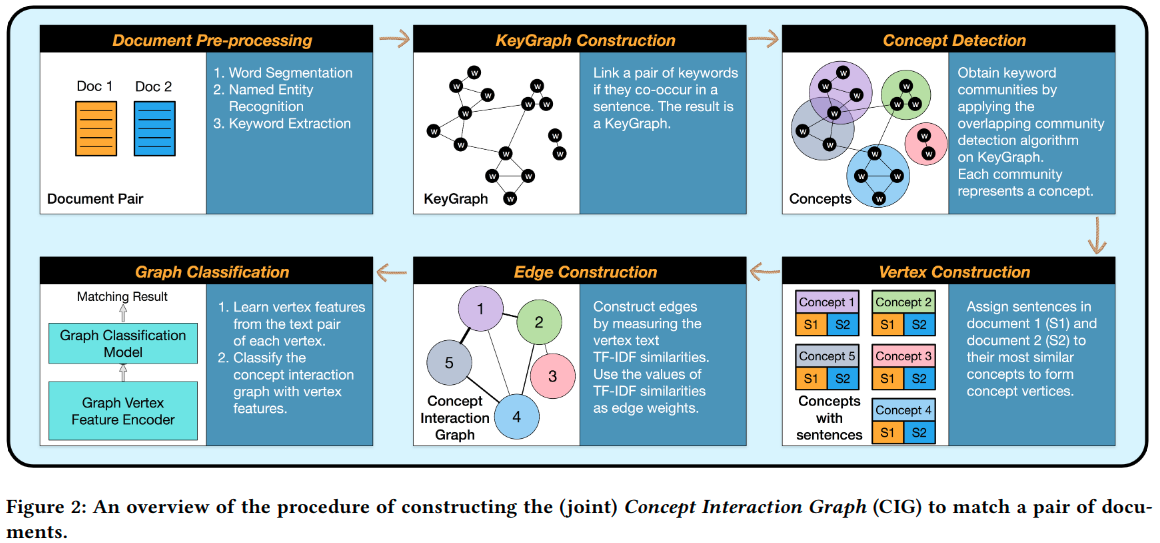 Document Pre-processing
Doc 1
Doc 2
Document Pair
1. Word Segmentation
2. Named Entity
Recognition
3. Keyword Extraction
KeyGraph Construction
W W W W W W W W W W W W W W W W
KeyGraph
Link a pair of keywords
if they co-occur in a
sentence. The result is
a KeyGraph.
Concept Detection
W W W W W W W W W W W W W W W W
Concepts
Obtain keyword
communities by
applying the
overlapping community
detection algorithm
on KeyGraph.
Each community
represents a concept.
Graph Classification
Matching Result
Graph Classification
Model
Graph Vertex
Feature Encoder
1. Learn vertex features
from the text pair
of each vertex.
2. Classify the
concept interaction
graph with vertex
features.
Edge Construction
1
2
5
3
4
Concept
Interaction
Graph
Construct edges
by measuring the
vertex text
TF-IDF similarities.
Use the values of
TF-IDF similarities
as edge weights.
Vertex Construction
Concept 1
S1 S2
Concept 2
S1 S2
Concept 5
S1 S2
Concept 3
S1 S2
Concept 4
S1 S2
Concepts
with
sentences
Assign sentences in
document 1 (S1) and
document 2 (S2) to
their most similar
concepts to form
concept vertices.
Figure 2: An overview of the procedure of constructing the (joint) Concept Interaction Graph (CIG) to match a pair of docu-
ments.